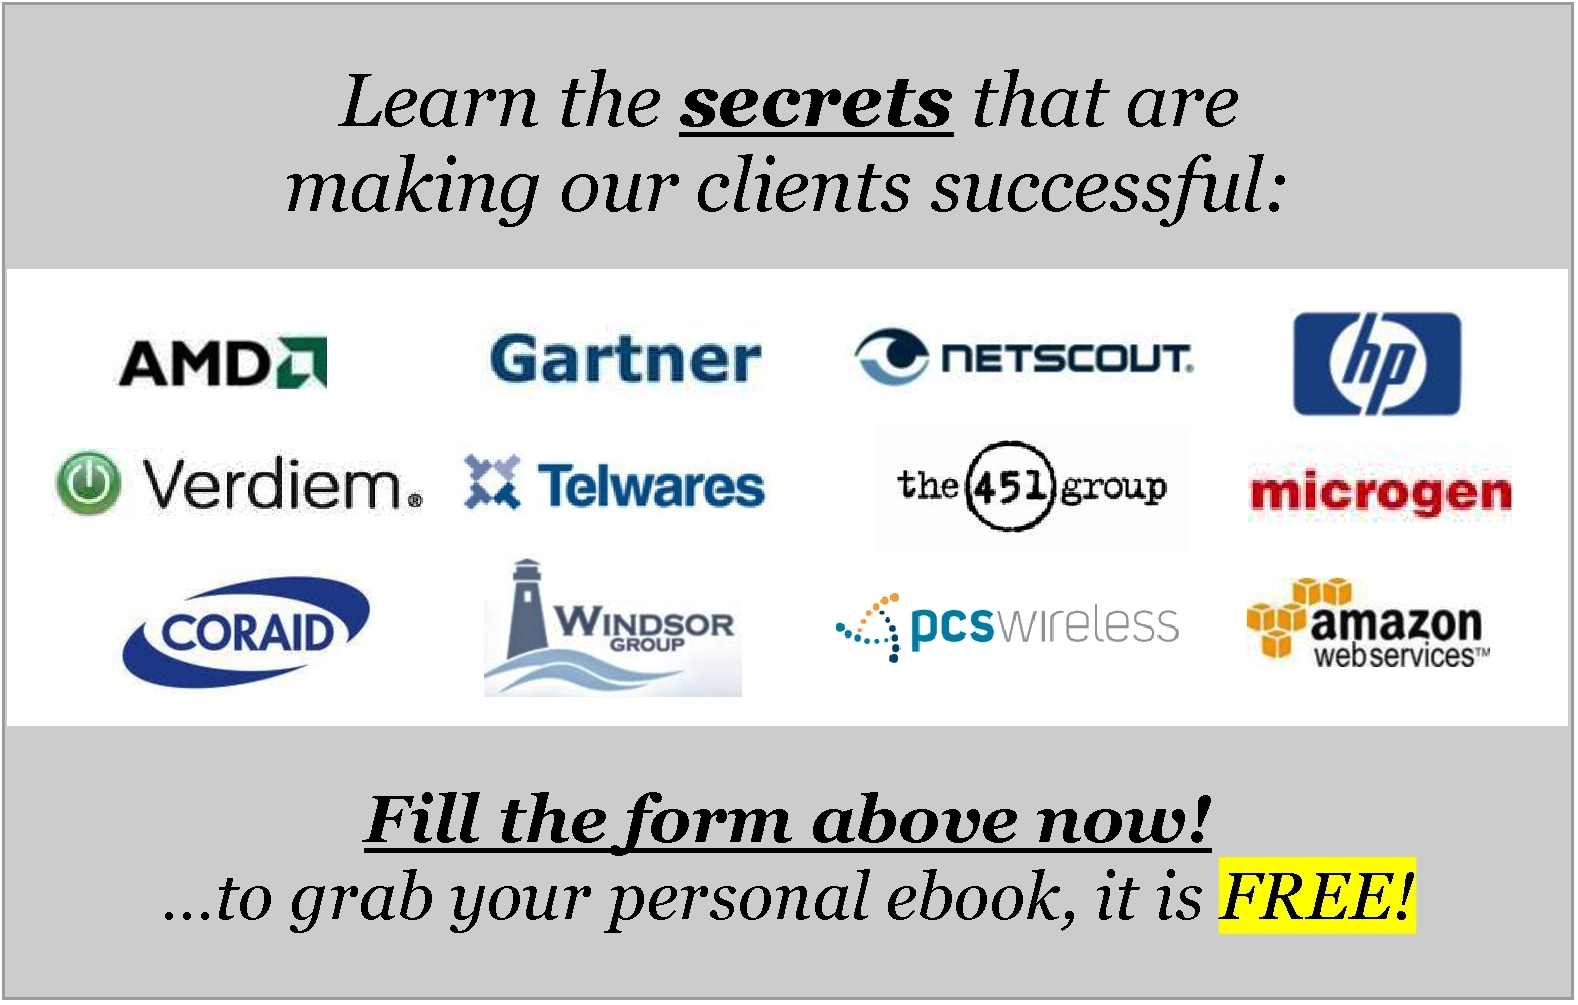 Learn the secrets that are
making our clients successful:
AMD
Gartner
NETSCOUT®
hp
Verdiem®
Telwares
the 451 group
microgen
CORAID
WINDSOR
GROUP
pcswireless
amazon
webservices™
Fill the form above now!
...to grab your personal ebook, it is FREE!